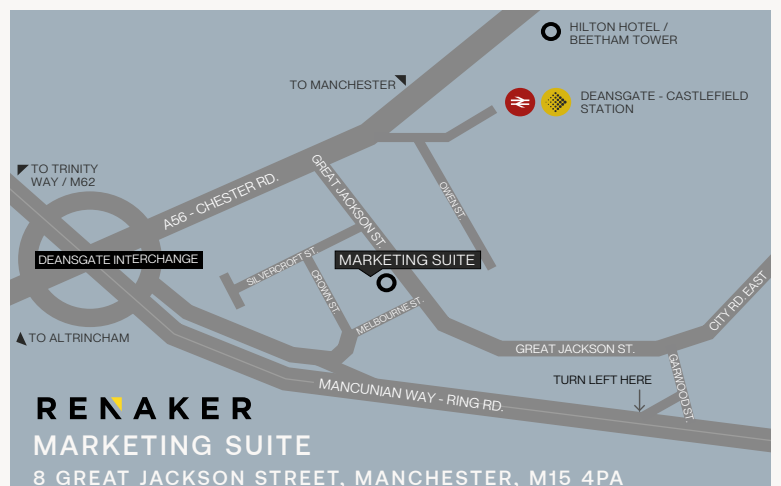 HILTON HOTEL /
BEETHAM TOWER
TO MANCHESTER
DEANSGATE - CASTLEFIELD
STATION
TO TRINITY
WAY / M62
A56 - CHESTER RD.
GREAT JACKSON ST.
OWEN ST.
DEANSGATE INTERCHANGE
SILVERCROFT ST.
MARKETING SUITE
CROWN ST.
MELBOURNE ST.
CITY RD. EAST
TO ALTRINCHAM
GREAT JACKSON ST.
GARWOOD ST.
TURN LEFT HERE
MANCUNIAN WAY - RING RD.
RENAKER
MARKETING SUITE
8 GREAT JACKSON STREET, MANCHESTER, M15 4PA